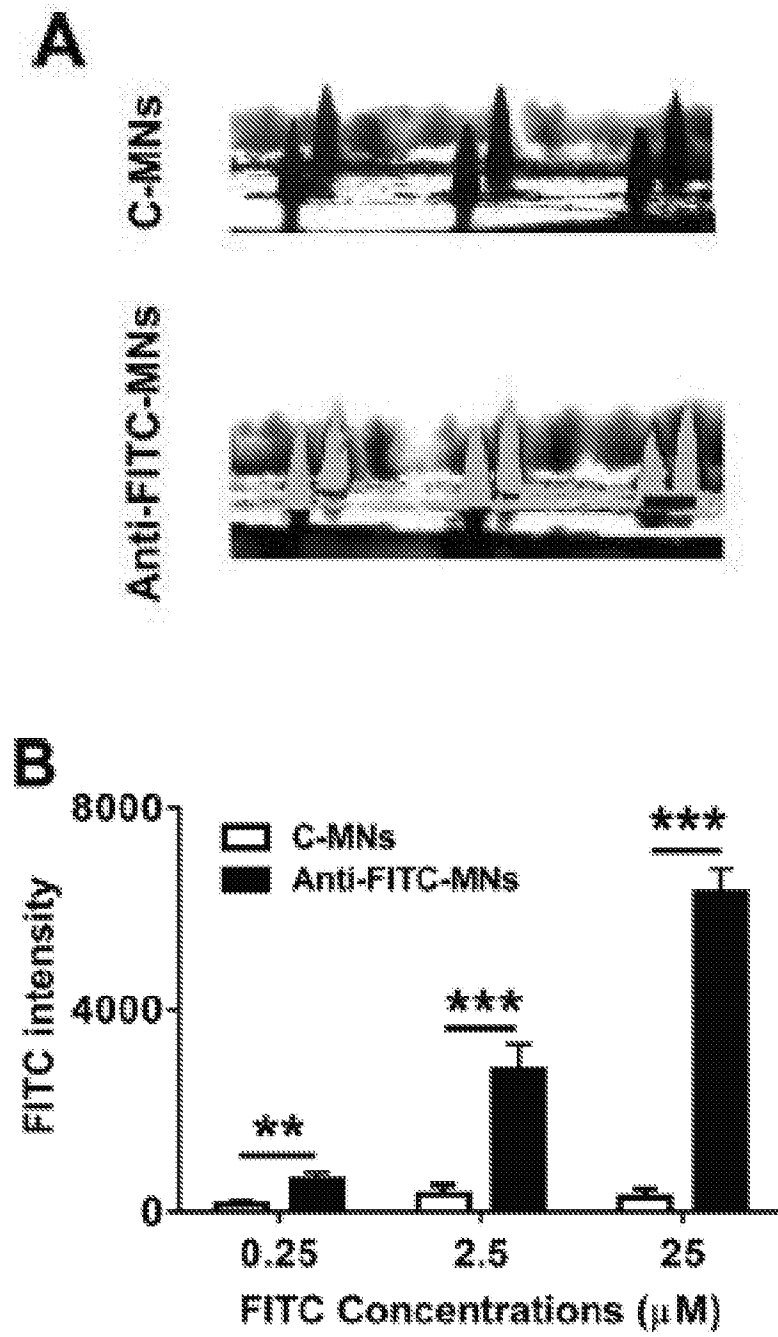 A
C-MNs
Anti-FITC-MNs
B
FITC intensity
8000
4000
0
C-MNs
Anti-FITC-MNs
**
***
***
0.25 2.5 25
FITC Concentrations (μM)